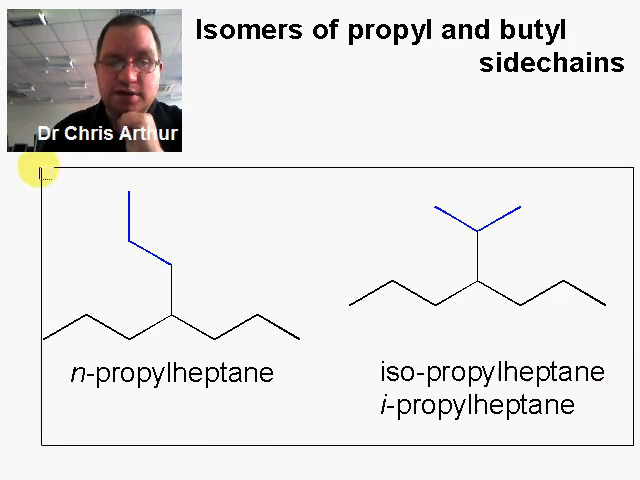 Isomers of propyl and butyl
sidechains
Dr Chris Arthur
n-propylheptane
iso-propylheptane
i-propylheptane